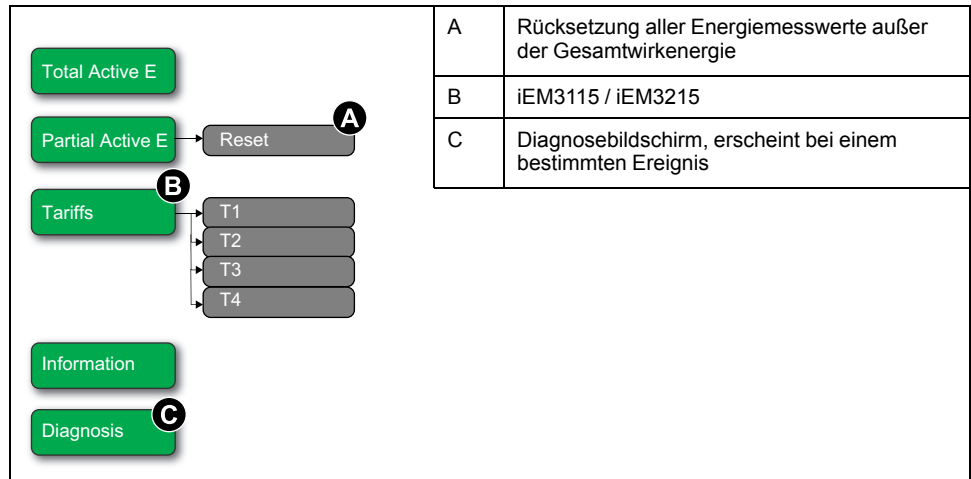 Total Active E
Partial Active E
Reset
A
B
Tariffs
T1
T2
T3
T4
Information
C
Diagnosis
A
Rücksetzung aller Energiemesswerte außer
der Gesamtwirkenergie
B
iEM3115 / iEM3215
C
Diagnosebildschirm, erscheint bei einem
bestimmten Ereignis